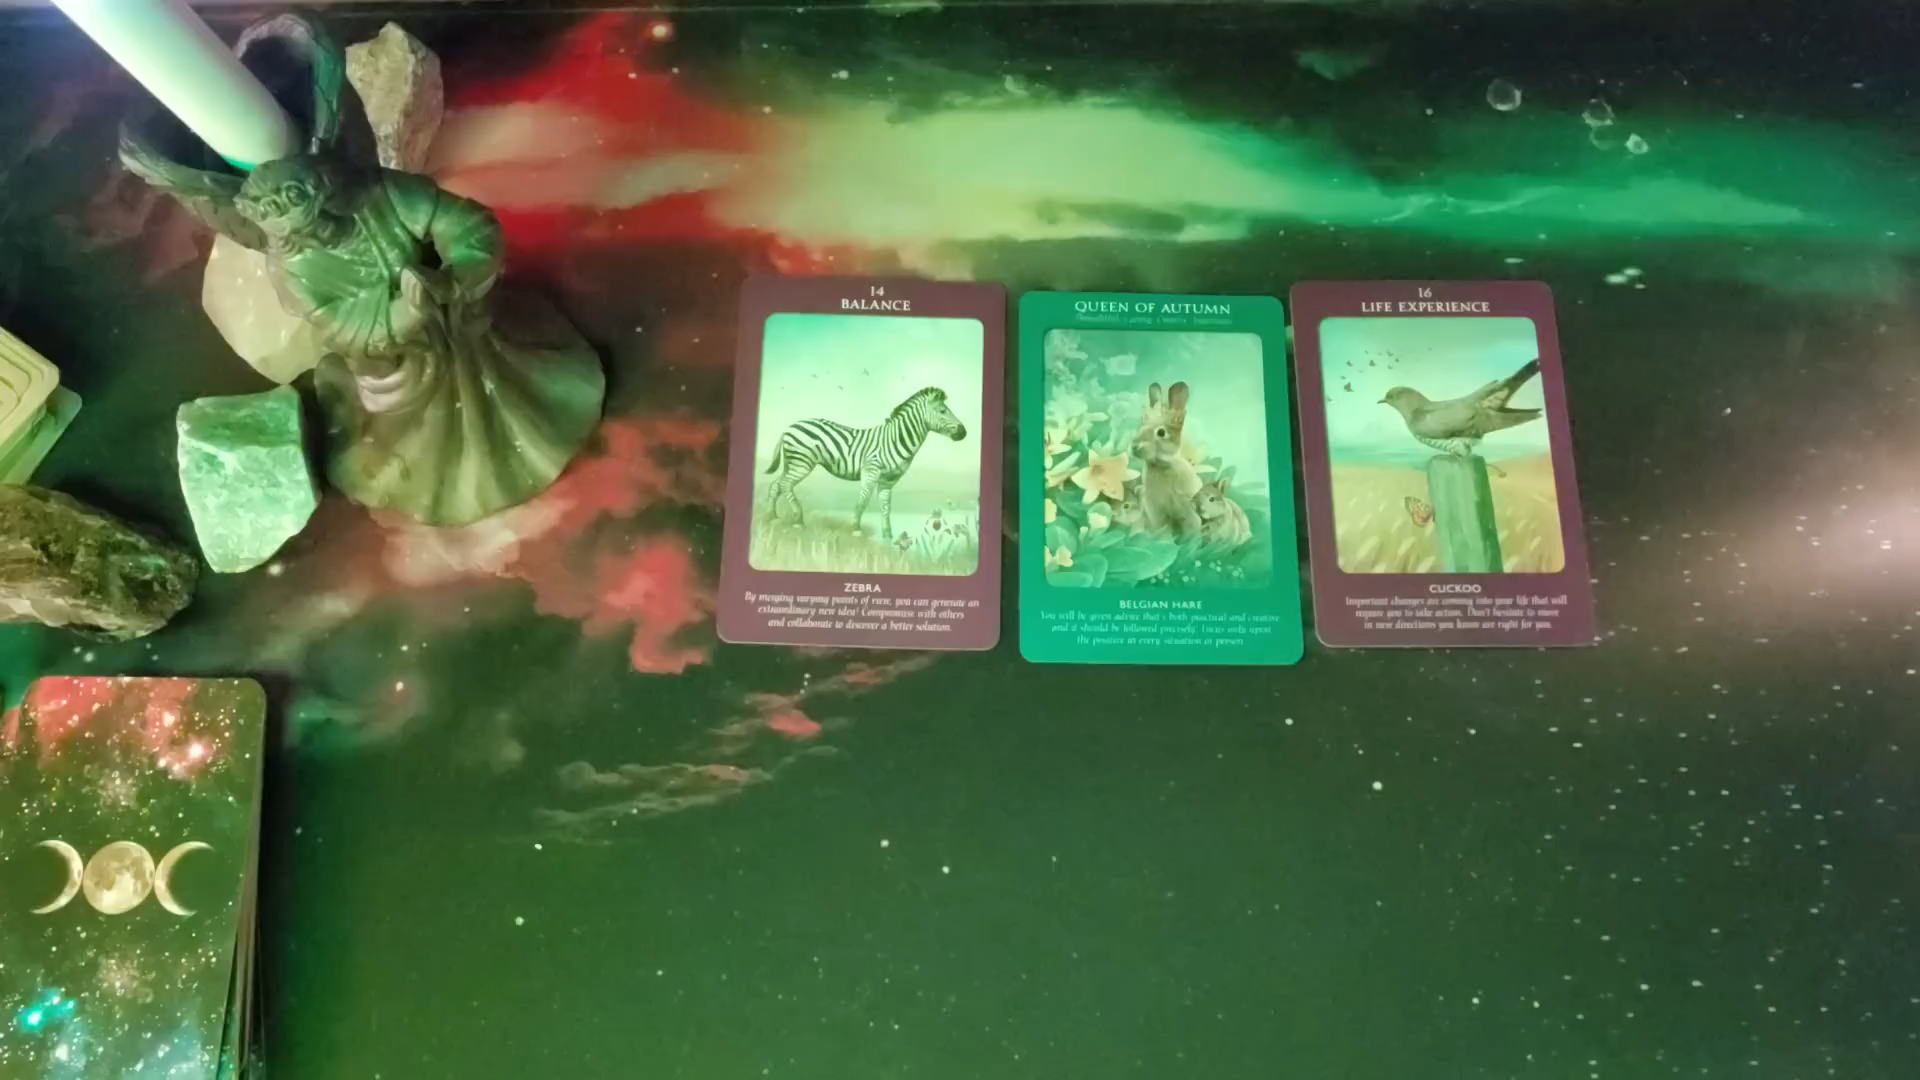 14
BALANCE
ZEBRA
By merging varying points of view, you can generate an
extraordinary new idea! Compromise with others
and collaborate to discover a better solution.
QUEEN OF AUTUMN
BELGIAN HARE
You will be given advice that's both practical and creative
and it should be followed precisely. Focus only upon
the positive in every situation or person.
16
LIFE EXPERIENCE
CUCKOO
Important changes are coming into your life that will
require you to take action. Don't hesitate to move
in new directions you know are right for you.